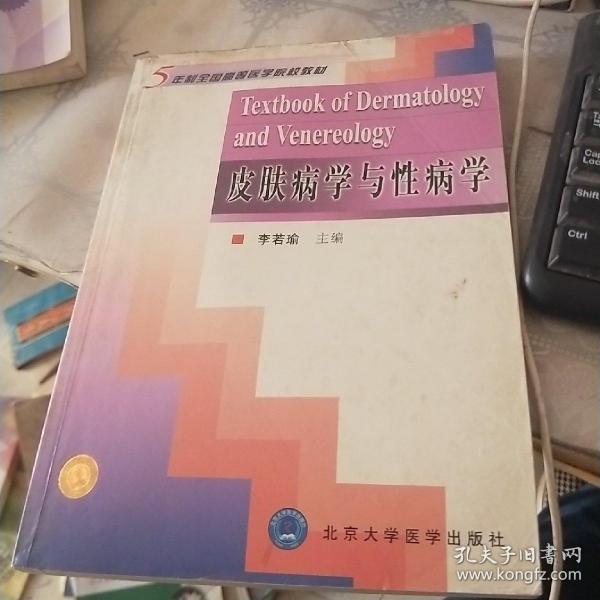 5年制全国高等医学院校教材
Textbook of Dermatology
and Venereology
皮肤病学与性病学
李若瑜 主编
北京大学医学出版社
Caps Lock
Shift
Ctrl
孔夫子旧书网
www.kongfz.com